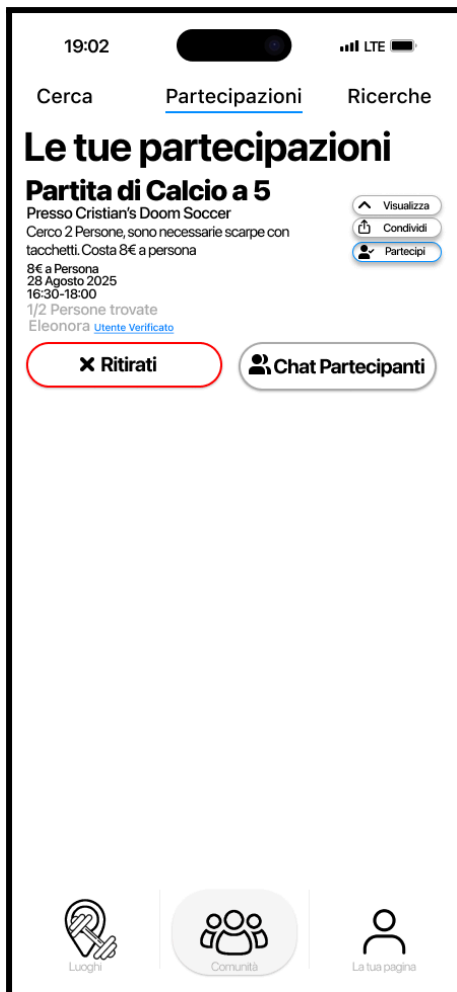 19:02
LTE
Cerca
Partecipazioni
Ricerche
Le tue partecipazioni
Partita di Calcio a 5
Presso Cristian's Doom Soccer
Cerco 2 Persone, sono necessarie scarpe con
tacchetti. Costa 8€ a persona
8€ a Persona
28 Agosto 2025
16:30-18:00
1/2 Persone trovate
Eleonora Utente Verificato
Visualizza
Condividi
Partecipi
Ritirati
Chat Partecipanti
Luoghi
Comunità
La tua pagina